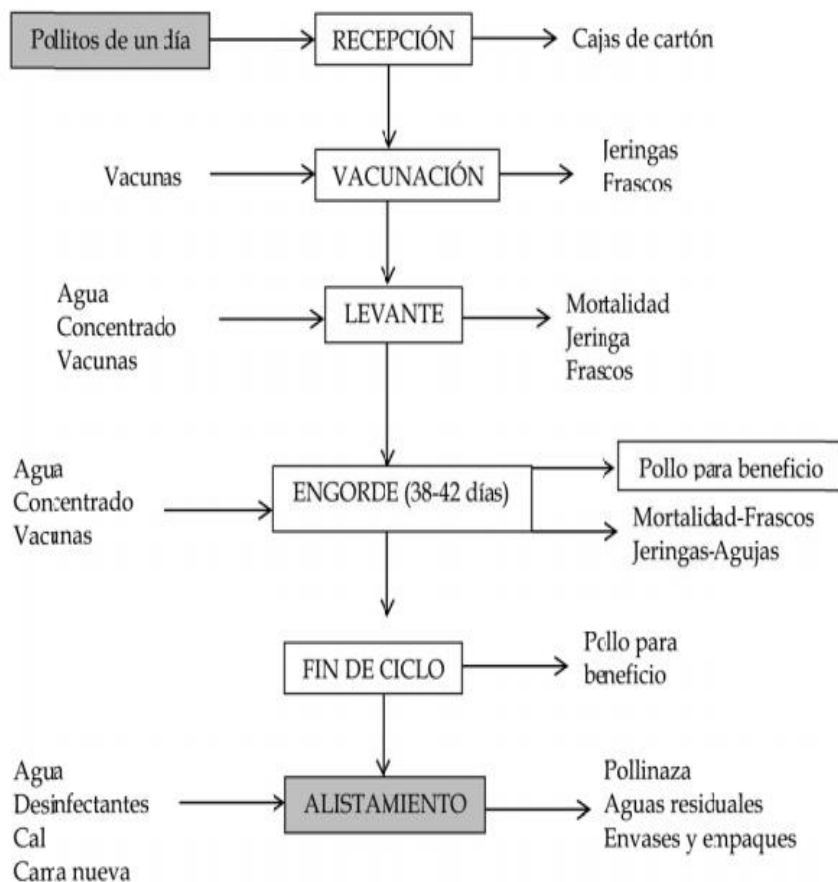 Pollitos de un día
RECEPCIÓN
Cajas de cartón
Vacunas
VACUNACIÓN
Jeringas
Frascos
Agua
Concentrado
Vacunas
LEVANTE
Mortalidad
Jeringa
Frascos
Agua
Concentrado
Vacunas
ENGORDE (38-42 días)
Pollo para beneficio
Mortalidad-Frascos
Jeringas-Agujas
FIN DE CICLO
Pollo para
beneficio
Agua
Desinfectantes
Cal
Cama nueva
ALISTAMIENTO
Pollinaza
Aguas residuales
Envases y empaques